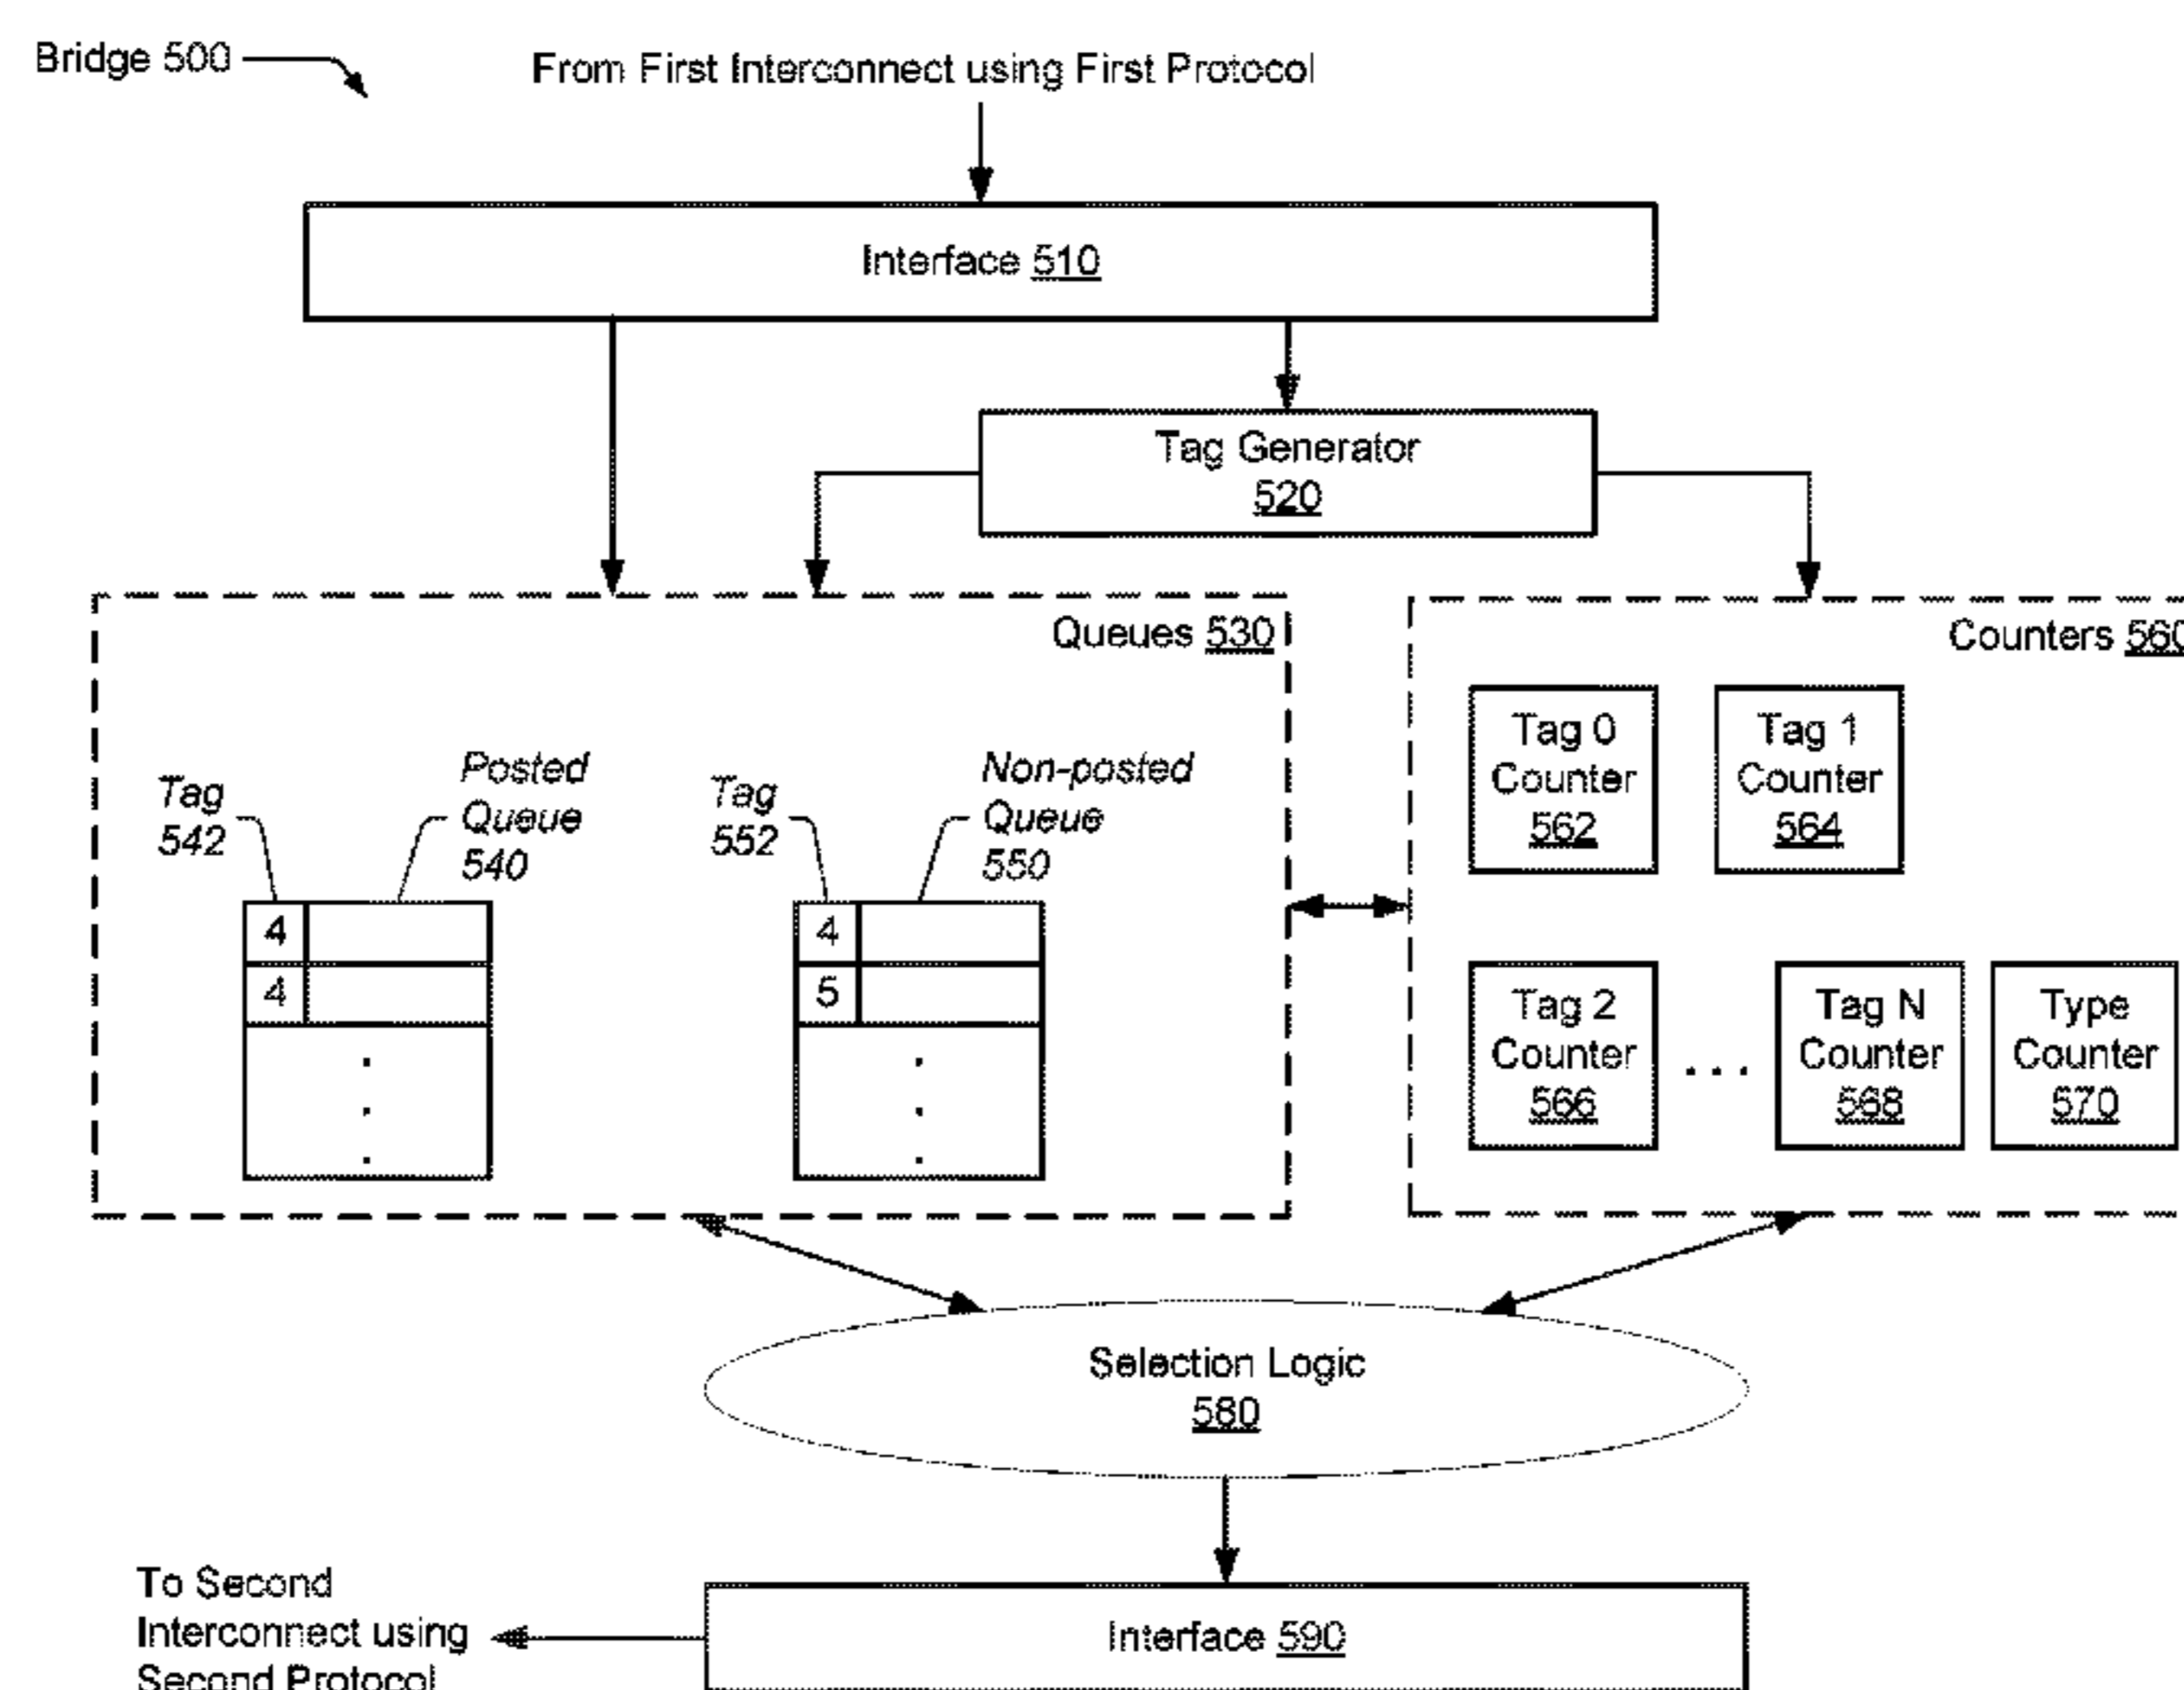 Bridge 500
From First Interconnect using First Protocol
Interface 510
Tag Generator
520
Queues 530
Counters 560
Tag
542
Posted
Queue
540
Tag
552
Non-posted
Queue
550
4
4
.
.
.
4
5
.
.
.
Tag 0
Counter
562
Tag 1
Counter
564
Tag 2
Counter
566
. . .
Tag N
Counter
568
Type
Counter
570
Selection Logic
580
To Second
Interconnect using
Second Protocol
Interface 590